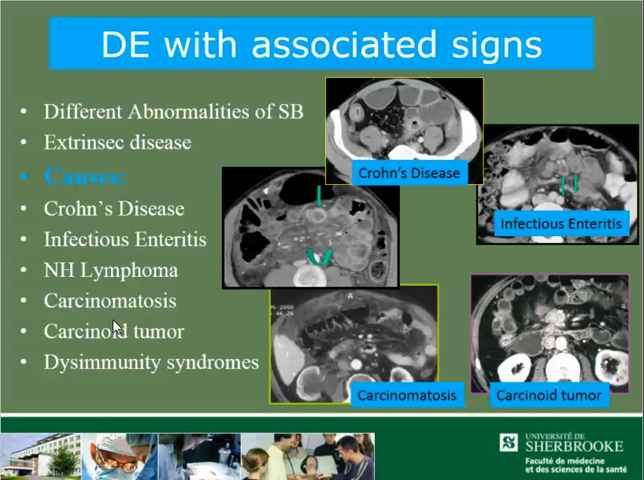 DE with associated signs
• Different Abnormalities of SB
• Extrinsec disease
• Causes:
• Crohn's Disease
• Infectious Enteritis
• NH Lymphoma
• Carcinomatosis
• Carcinoid tumor
• Dysimmunity syndromes
Crohn's Disease
Infectious Enteritis
A
Carcinomatosis
Carcinoid tumor
UNIVERSITÉ DE
SHERBROOKE
Faculté de médecine
et des sciences de la santé